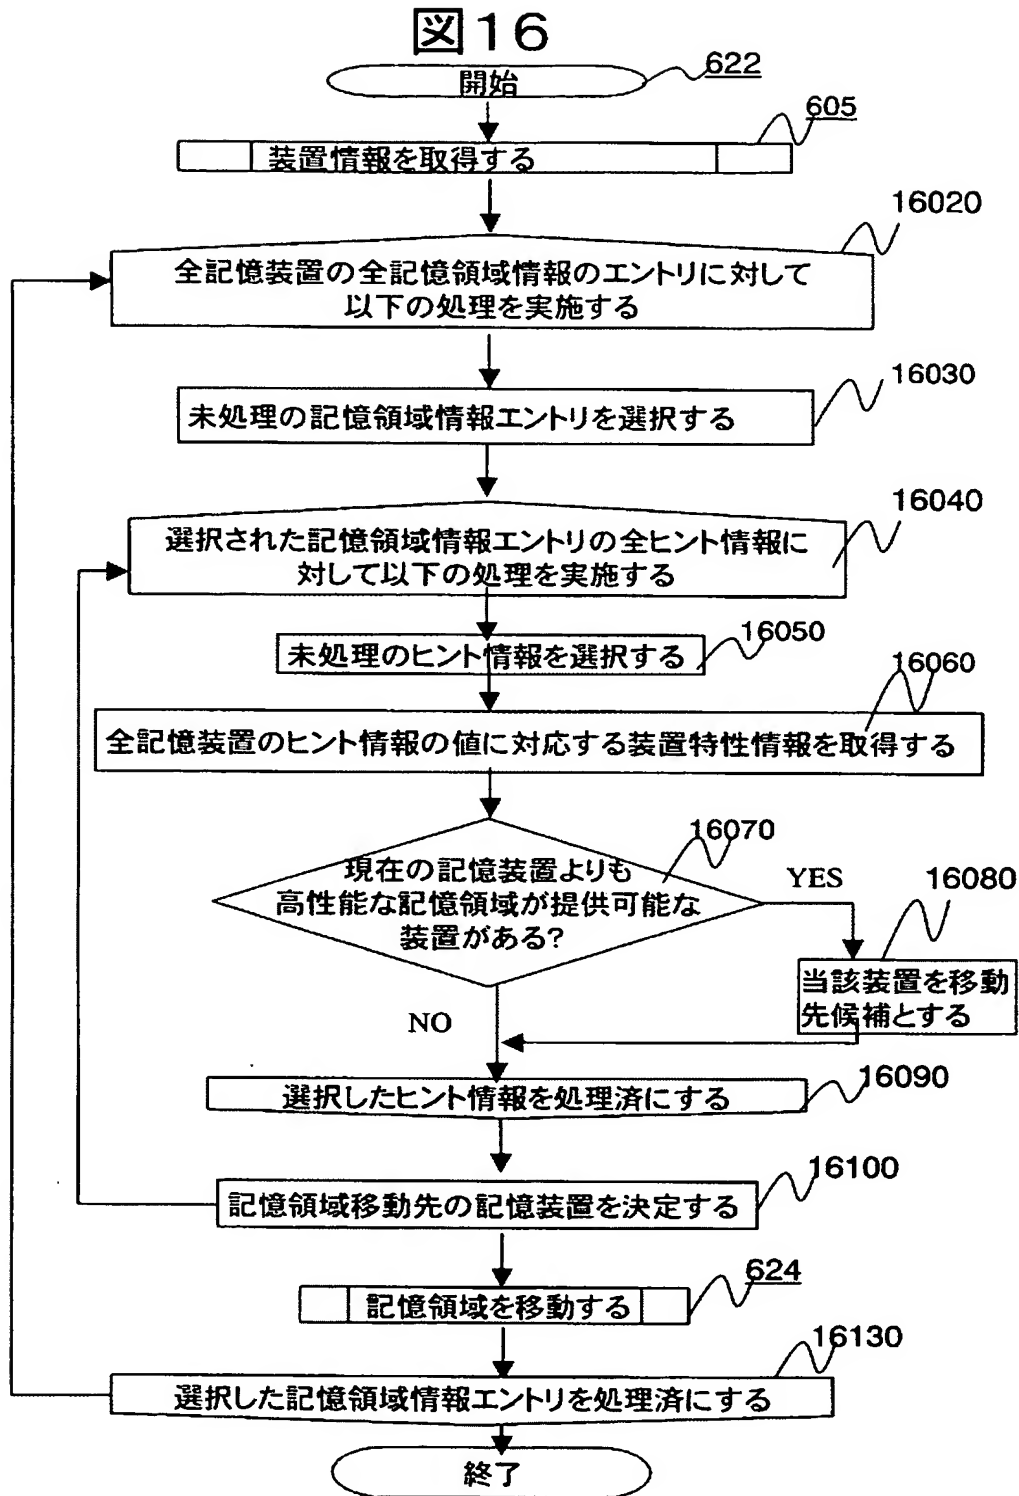 図16
開始
622
605
装置情報を取得する
16020
全記憶装置の全記憶領域情報のエントリに対して
以下の処理を実施する
16030
未処理の記憶領域情報エントリを選択する
16040
選択された記憶領域情報エントリの全ヒント情報に
対して以下の処理を実施する
16050
未処理のヒント情報を選択する
16060
全記憶装置のヒント情報の値に対応する装置特性情報を取得する
16070
現在の記憶装置よりも
高性能な記憶領域が提供可能な
装置がある?
YES
16080
当該装置を移動
先候補とする
NO
16090
選択したヒント情報を処理済にする
16100
記憶領域移動先の記憶装置を決定する
624
記憶領域を移動する
16130
選択した記憶領域情報エントリを処理済にする
終了